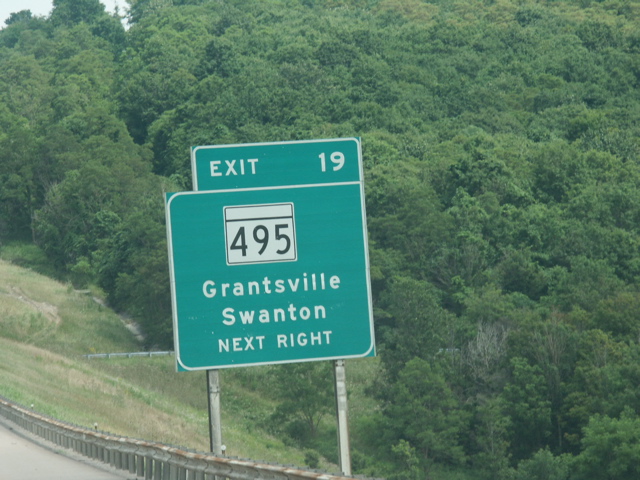 EXIT 19
495
Grantsville
Swanton
NEXT RIGHT